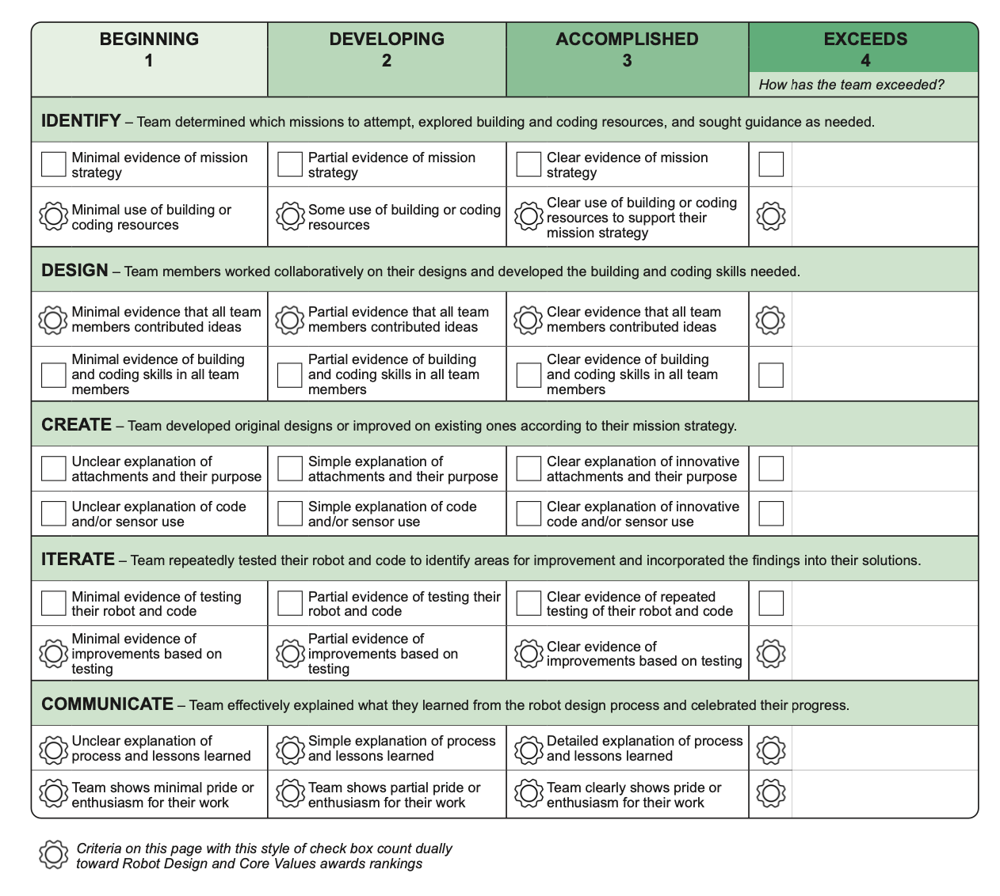 BEGINNING
1
DEVELOPING
2
ACCOMPLISHED
3
EXCEEDS
4
How has the team exceeded?
IDENTIFY – Team determined which missions to attempt, explored building and coding resources, and sought guidance as needed.
Minimal evidence of mission
strategy
Partial evidence of mission
strategy
Clear evidence of mission
strategy
Minimal use of building or
coding resources
Some use of building or coding
resources
Clear use of building or coding
resources to support their
mission strategy
DESIGN – Team members worked collaboratively on their designs and developed the building and coding skills needed.
Minimal evidence that all team
members contributed ideas
Partial evidence that all team
members contributed ideas
Clear evidence that all team
members contributed ideas
Minimal evidence of building
and coding skills in all team
members
Partial evidence of building
and coding skills in all team
members
Clear evidence of building
and coding skills in all team
members
CREATE – Team developed original designs or improved on existing ones according to their mission strategy.
Unclear explanation of
attachments and their purpose
Simple explanation of
attachments and their purpose
Clear explanation of innovative
attachments and their purpose
Unclear explanation of code
and/or sensor use
Simple explanation of code
and/or sensor use
Clear explanation of innovative
code and/or sensor use
ITERATE – Team repeatedly tested their robot and code to identify areas for improvement and incorporated the findings into their solutions.
Minimal evidence of testing
their robot and code
Partial evidence of testing their
robot and code
Clear evidence of repeated
testing of their robot and code
Minimal evidence of
improvements based on
testing
Partial evidence of
improvements based on
testing
Clear evidence of
improvements based on testing
COMMUNICATE – Team effectively explained what they learned from the robot design process and celebrated their progress.
Unclear explanation of
process and lessons learned
Simple explanation of process
and lessons learned
Detailed explanation of process
and lessons learned
Team shows minimal pride or
enthusiasm for their work
Team shows partial pride or
enthusiasm for their work
Team clearly shows pride or
enthusiasm for their work
Criteria on this page with this style of check box count dually
toward Robot Design and Core Values awards rankings